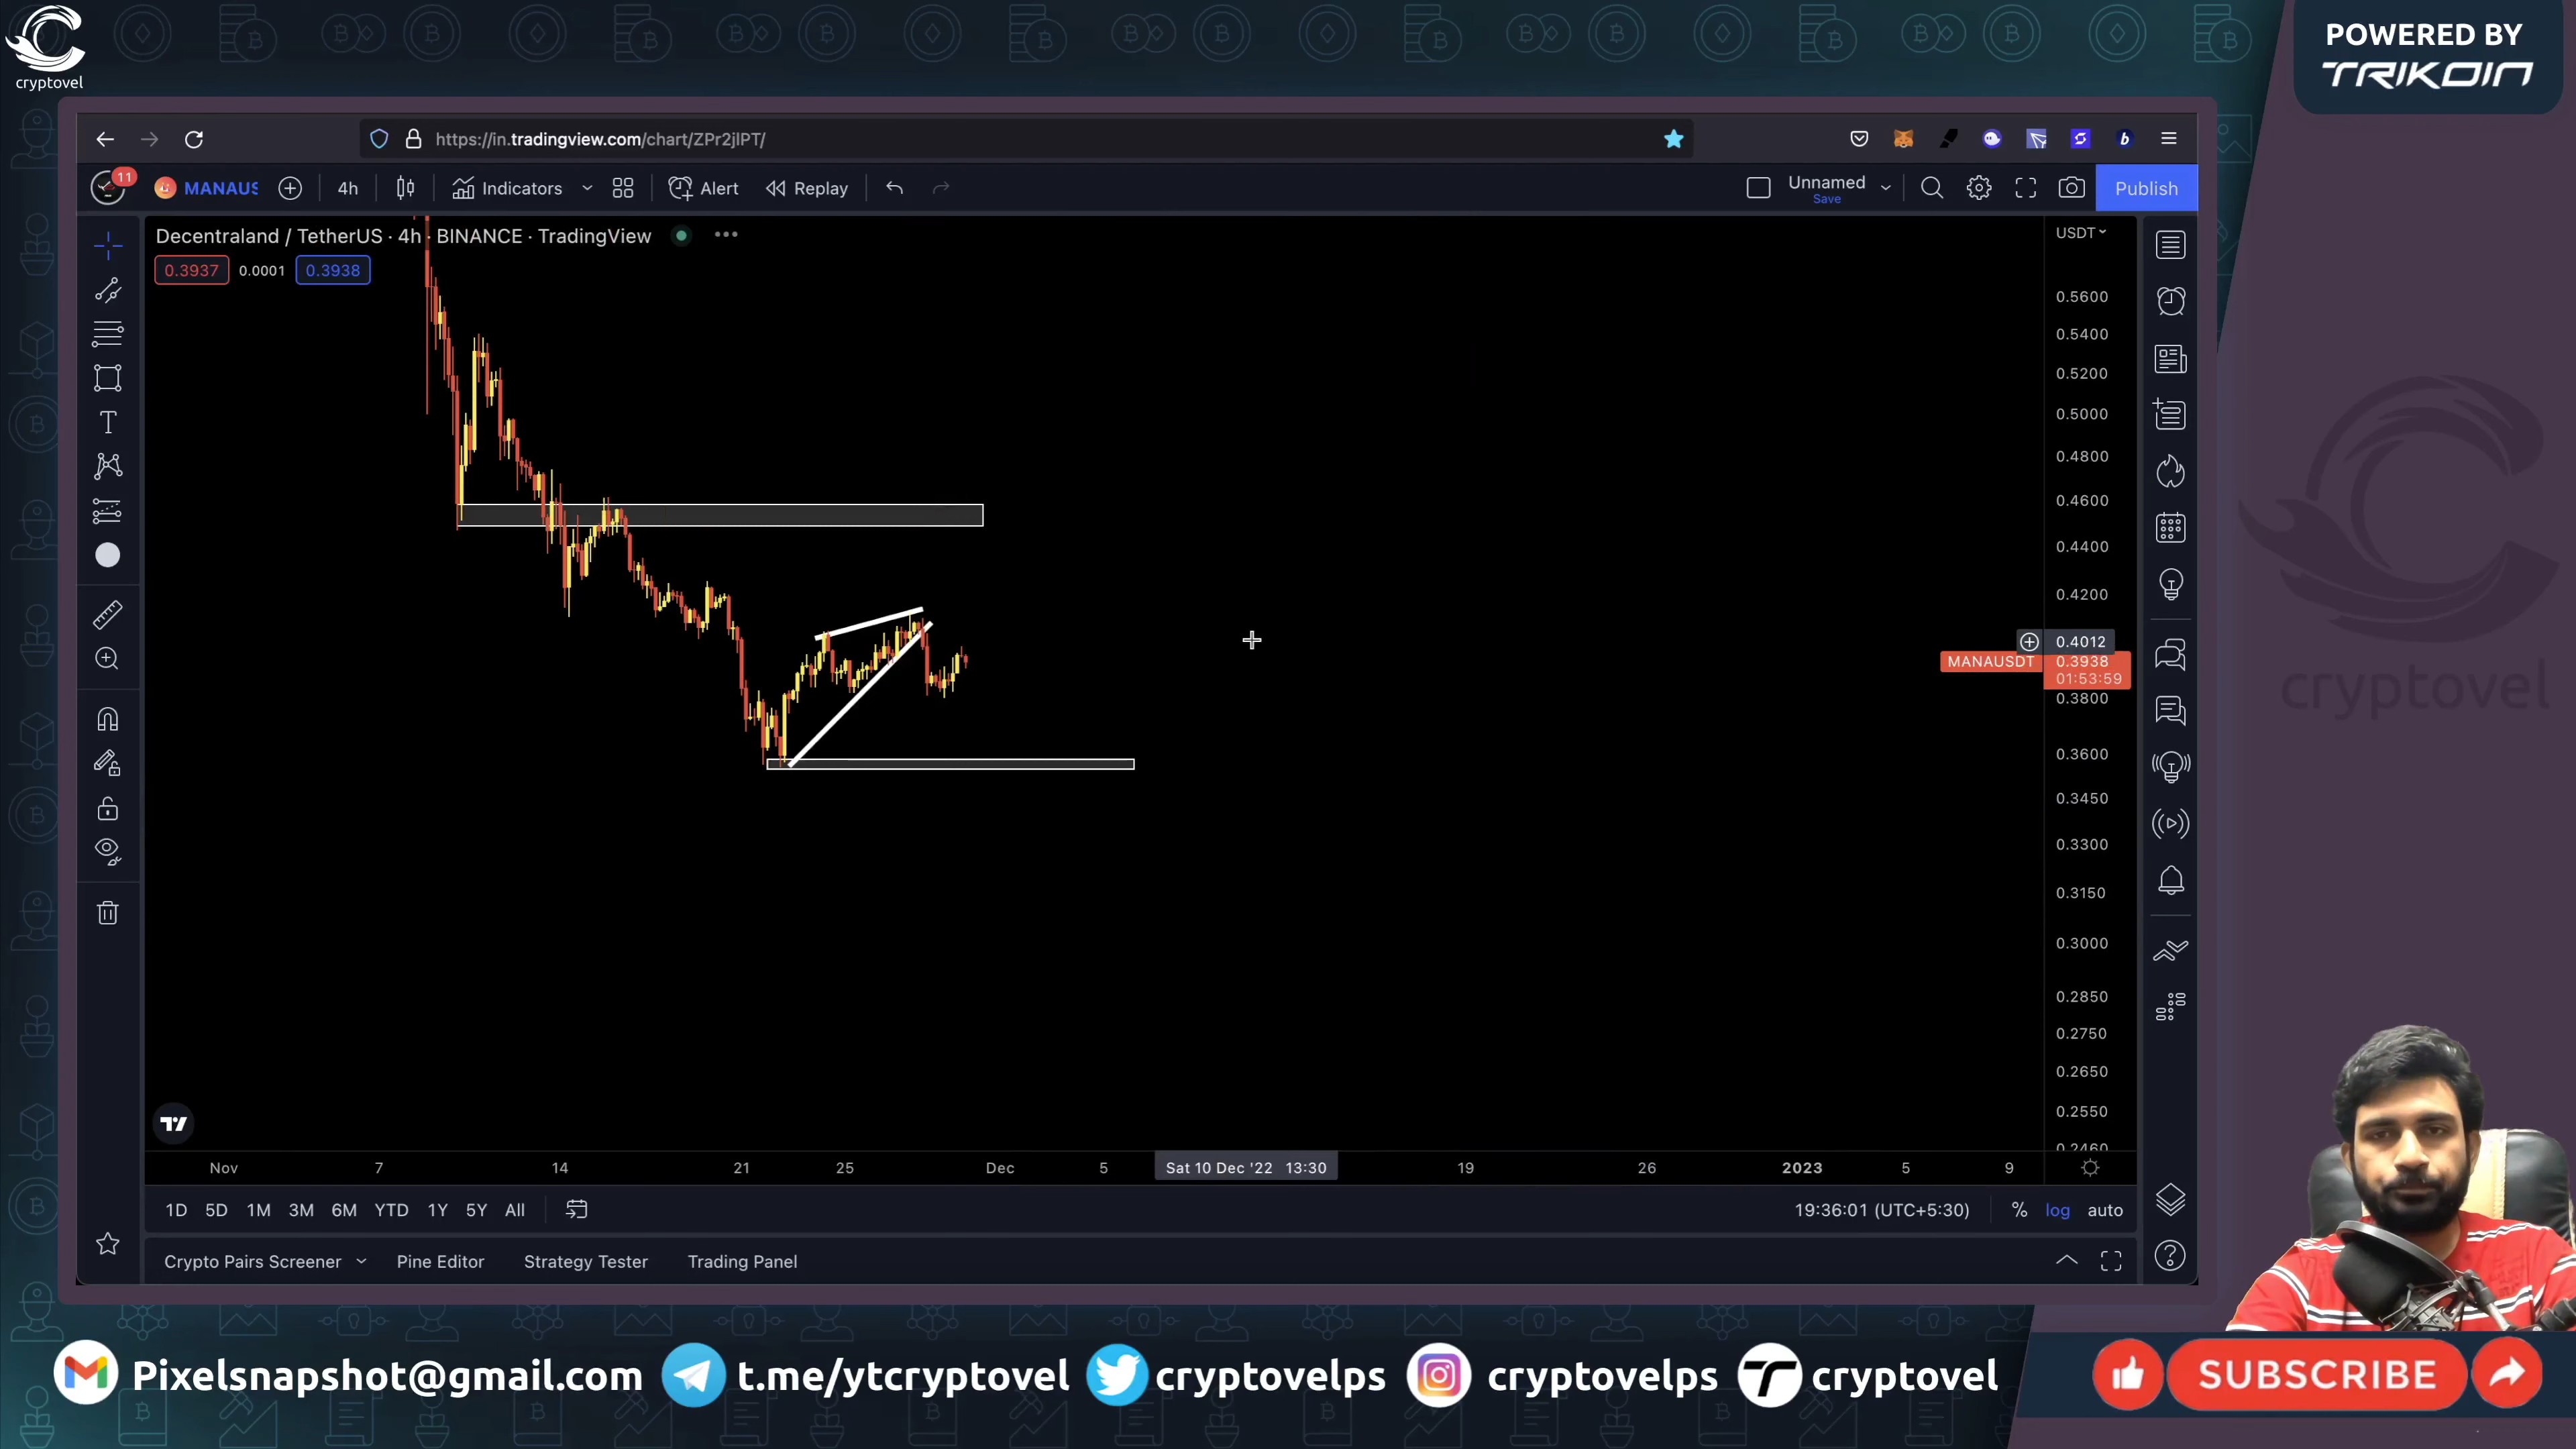 cryptovel
POWERED BY
TRIKOIN
https://in.tradingview.com/chart/ZPr2jIPT/
11
MANAUS
4h
Indicators
Alert
Replay
Unnamed
Save
Publish
Decentraland / TetherUS · 4h · BINANCE · TradingView
0.3937
0.0001
0.3938
USDT
0.5600
0.5400
0.5200
0.5000
0.4800
0.4600
0.4400
0.4200
0.4012
MANAUSDT 0.3938
01:53:59
0.3800
0.3600
0.3450
0.3300
0.3150
0.3000
0.2850
0.2750
0.2650
0.2550
0.2460
cryptovel
Nov 7 14 21 25 Dec 5 Sat 10 Dec '22 13:30 19 26 2023 5 9
1D 5D 1M 3M 6M YTD 1Y 5Y All
19:36:01 (UTC+5:30) % log auto
Crypto Pairs Screener Pine Editor Strategy Tester Trading Panel
Pixelsnapshot@gmail.com t.me/ytcryptovel cryptovelps cryptovelps cryptovel
SUBSCRIBE